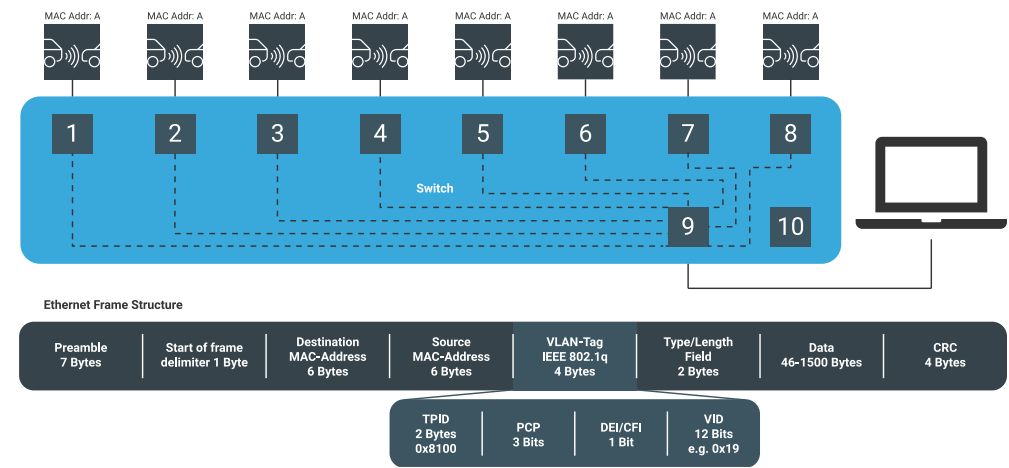 MAC Addr: A
MAC Addr: A
MAC Addr: A
MAC Addr: A
MAC Addr: A
MAC Addr: A
MAC Addr: A
MAC Addr: A
1
2
3
4
5
6
7
8
Switch
9
10
Ethernet Frame Structure
Preamble
7 Bytes
Start of frame
delimiter 1 Byte
Destination
MAC-Address
6 Bytes
Source
MAC-Address
6 Bytes
VLAN-Tag
IEEE 802.1q
4 Bytes
Type/Length
Field
2 Bytes
Data
46-1500 Bytes
CRC
4 Bytes
TPID
2 Bytes
0x8100
PCP
3 Bits
DEI/CFI
1 Bit
VID
12 Bits
e.g. 0x19